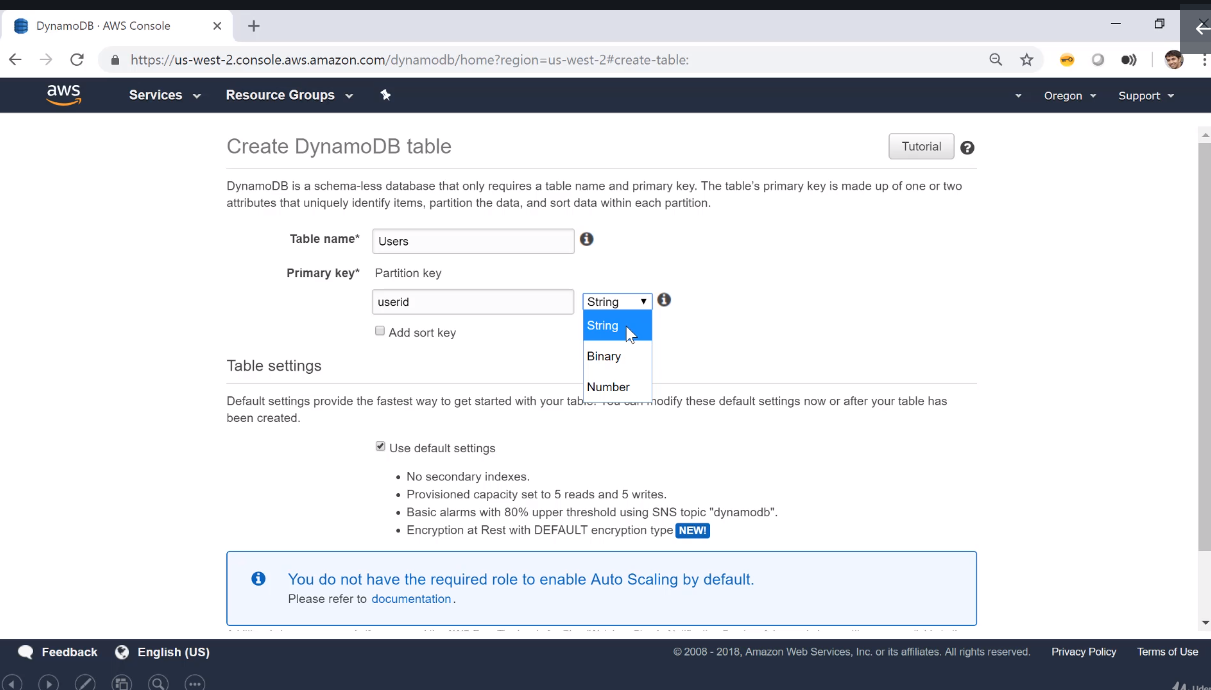 DynamoDB · AWS Console
https://us-west-2.console.aws.amazon.com/dynamodb/home?region=us-west-2#create-table:
aws
Services
Resource Groups
Oregon
Support
Create DynamoDB table
Tutorial
DynamoDB is a schema-less database that only requires a table name and primary key. The table's primary key is made up of one or two
attributes that uniquely identify items, partition the data, and sort data within each partition.
Table name*
Users
Primary key*
Partition key
userid
String
Add sort key
String
Binary
Number
Table settings
Default settings provide the fastest way to get started with your table. You can modify these default settings now or after your table has
been created.
Use default settings
• No secondary indexes.
• Provisioned capacity set to 5 reads and 5 writes.
• Basic alarms with 80% upper threshold using SNS topic "dynamodb".
• Encryption at Rest with DEFAULT encryption type NEW!
You do not have the required role to enable Auto Scaling by default.
Please refer to documentation.
Feedback
English (US)
© 2008 - 2018, Amazon Web Services, Inc. or its affiliates. All rights reserved.
Privacy Policy
Terms of Use